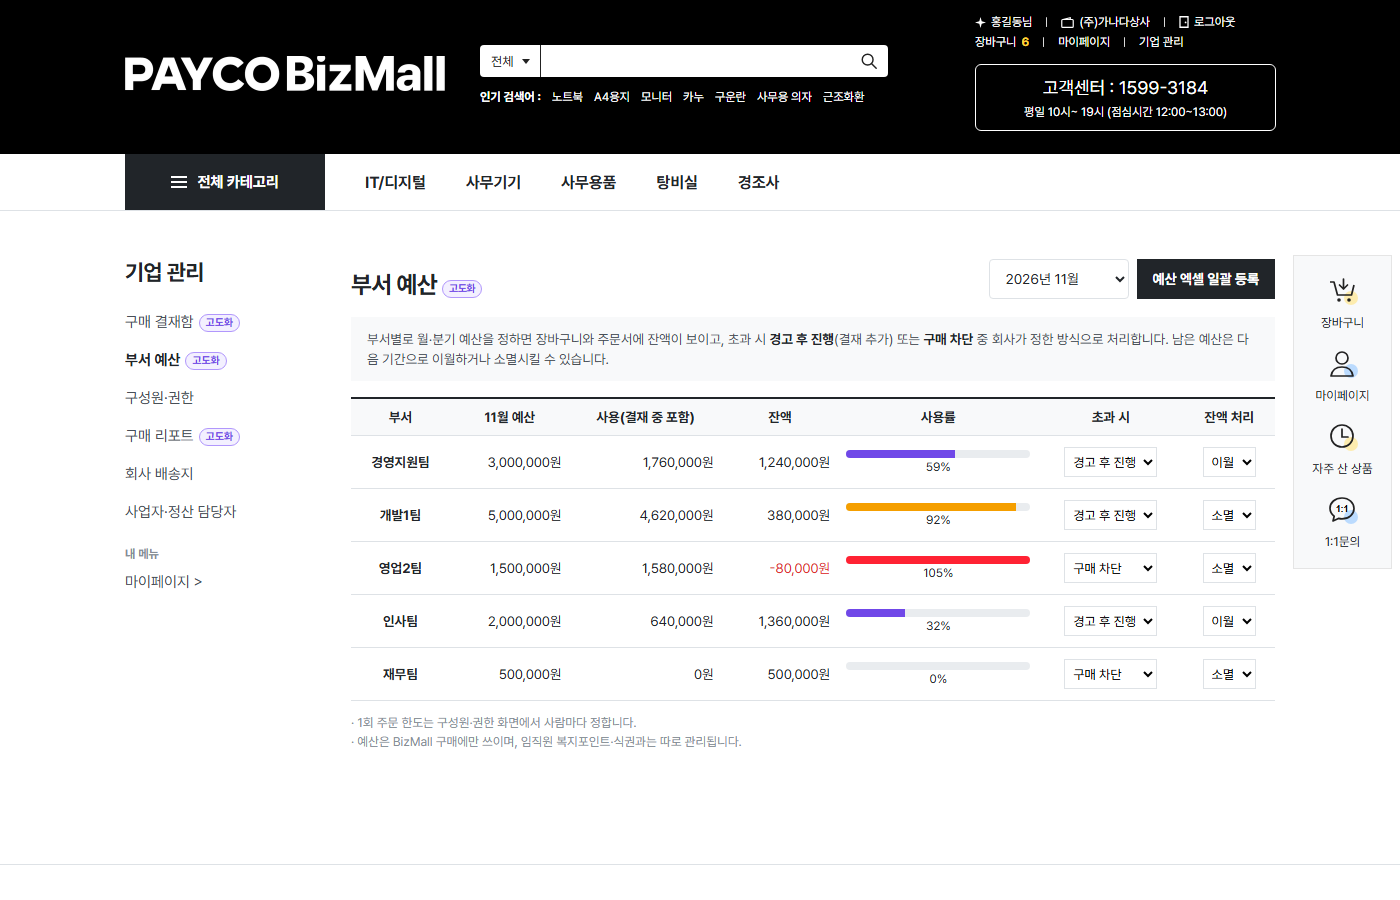 홍길동님 | (주)가나다상사 | 로그아웃
장바구니 6 | 마이페이지 | 기업 관리
PAYCO BizMall
전체
인기 검색어 : 노트북 A4용지 모니터 카누 구운란 사무용 의자 근조화환
고객센터 : 1599-3184
평일 10시~ 19시 (점심시간 12:00~13:00)
전체 카테고리 IT/디지털 사무기기 사무용품 탕비실 경조사
기업 관리
구매 결재함 고도화
부서 예산 고도화
구성원·권한
구매 리포트 고도화
회사 배송지
사업자·정산 담당자
내 메뉴
마이페이지 >
부서 예산 고도화
2026년 11월
예산 엑셀 일괄 등록
부서별로 월·분기 예산을 정하면 장바구니와 주문서에 잔액이 보이고, 초과 시 경고 후 진행(결재 추가) 또는 구매 차단 중 회사가 정한 방식으로 처리합니다. 남은 예산은 다
음 기간으로 이월하거나 소멸시킬 수 있습니다.
부서 11월 예산 사용(결재 중 포함) 잔액 사용률 초과 시 잔액 처리
경영지원팀 3,000,000원 1,760,000원 1,240,000원 59% 경고 후 진행 이월
개발1팀 5,000,000원 4,620,000원 380,000원 92% 경고 후 진행 소멸
영업2팀 1,500,000원 1,580,000원 -80,000원 105% 구매 차단 소멸
인사팀 2,000,000원 640,000원 1,360,000원 32% 경고 후 진행 이월
재무팀 500,000원 0원 500,000원 0% 구매 차단 소멸
· 1회 주문 한도는 구성원·권한 화면에서 사람마다 정합니다.
· 예산은 BizMall 구매에만 쓰이며, 임직원 복지포인트·식권과는 따로 관리됩니다.
장바구니
마이페이지
자주 산 상품
1:1
1:1문의